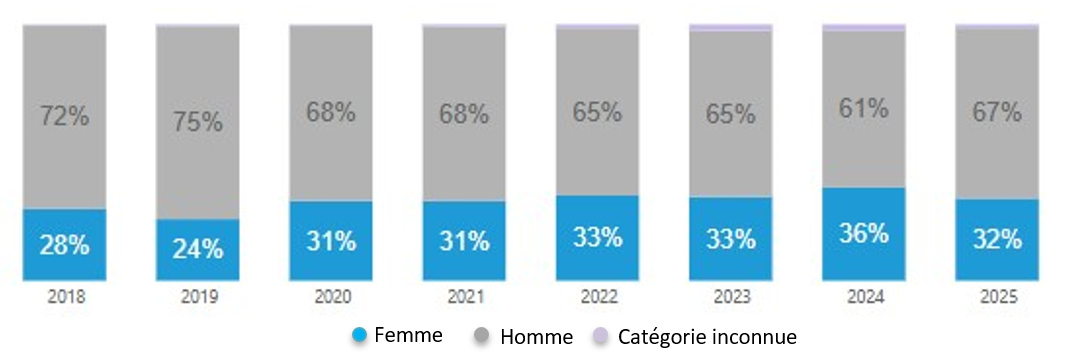 72% 75% 68% 68% 65% 65% 61% 67%
28% 24% 31% 31% 33% 33% 36% 32%
2018 2019 2020 2021 2022 2023 2024 2025
Femme Homme Catégorie inconnue